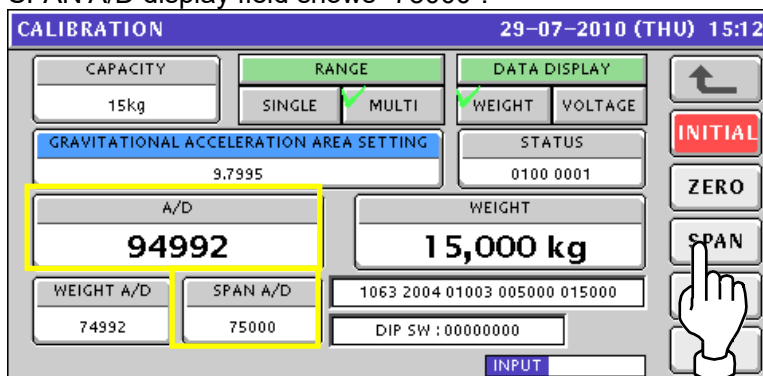 SPAN A/D display field shows "75000".
CALIBRATION 29-07-2010 (THU) 15:12
CAPACITY RANGE DATA DISPLAY
15kg SINGLE MULTI WEIGHT VOLTAGE
INITIAL
GRAVITATIONAL ACCELERATION AREA SETTING STATUS
9.7995 0100 0001
ZERO
A/D WEIGHT
94992 15,000 kg
SPAN
WEIGHT A/D SPAN A/D 1063 2004 01003 005000 015000
74992 75000 DIP SW : 00000000
INPUT